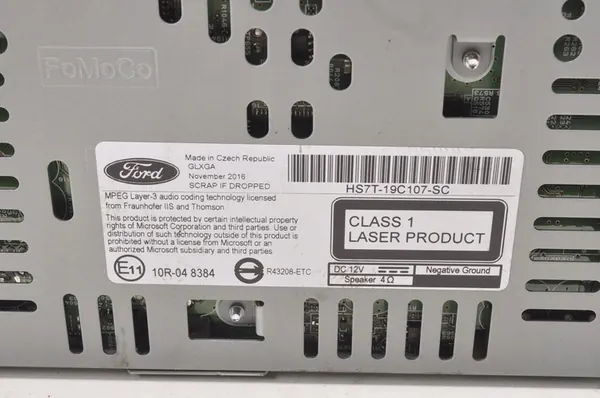 FoMoCo
Ford
Made in Czech Republic
GLXGA
November 2016
SCRAP IF DROPPED
HS7T-19C107-SC
MPEG Layer-3 audio coding technology licensed
from Fraunhofer IIS and Thomson
This product is protected by certain intellectual property
rights of Microsoft Corporation and third parties. Use or
distribution of such technology outside of this product is
prohibited without a license from Microsoft or an
authorized Microsoft subsidiary and third parties.
CLASS 1
LASER PRODUCT
E11
10R-04 8384
R43208-ETC
DC 12V
Negative Ground
Speaker 4 Ω